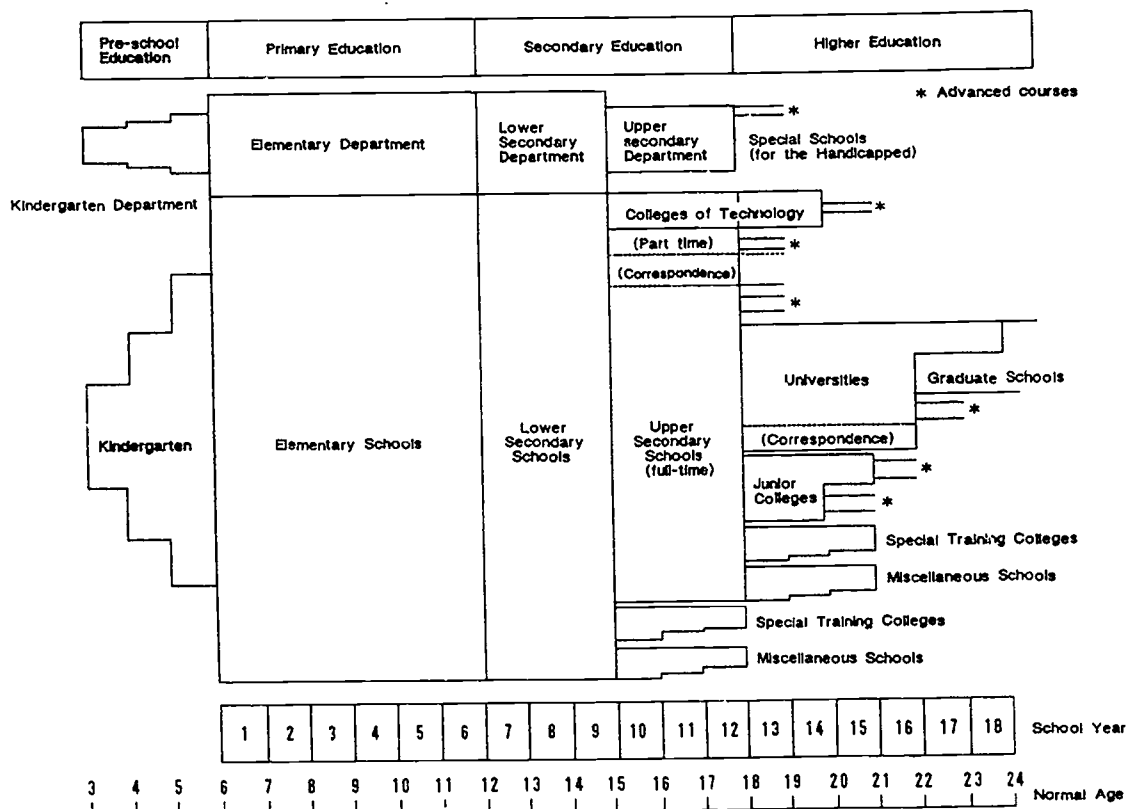 Pre-school
Education
Primary Education
Secondary Education
Higher Education
* Advanced courses
Elementary Department
Lower
Secondary
Department
Upper
secondary
Department
*
Special Schools
(for the Handicapped)
Kindergarten Department
Colleges of Technology
*
(Part time)
*
(Correspondence)
*
Universities
Graduate Schools
*
(Correspondence)
Kindergarten
Elementary Schools
Lower
Secondary
Schools
Upper
Secondary
Schools
(full-time)
Junior
Colleges
*
*
Special Training Colleges
Miscellaneous Schools
Special Training Colleges
Miscellaneous Schools
1 2 3 4 5 6 7 8 9 10 11 12 13 14 15 16 17 18 School Year
3 4 5 6 7 8 9 10 11 12 13 14 15 16 17 18 19 20 21 22 23 24 Normal Age